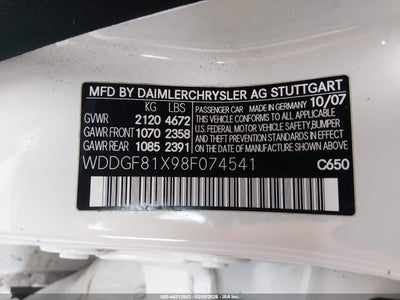 MFD BY DAIMLERCHRYSLER AG STUTTGART
KG LBS
GVWR 2120 4672
GAWR FRONT 1070 2358
GAWR REAR 1085 2391
PASSENGER CAR MADE IN GERMANY 10/07
THIS VEHICLE CONFORMS TO ALL
APPLICABLE U.S. VEHICLE SAFETY, BUMPER
AND THEFT PREVENTION STANDARDS IN
EFFECT ON THE DATE OF
MANUFACTURE SHOWN ABOVE
WDDGF81X98F074541 C650